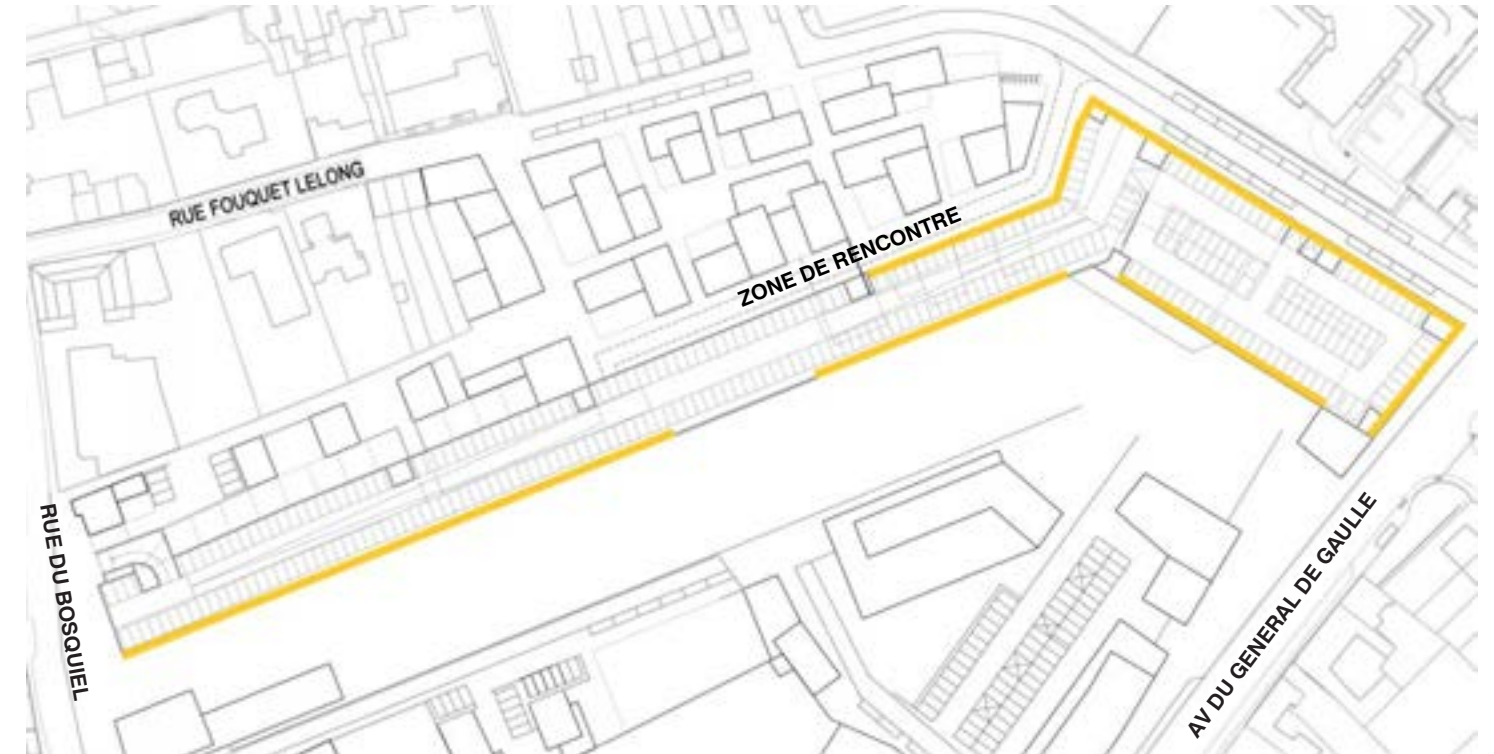 RUE FOUQUET LELONG
ZONE DE RENCONTRE
RUE DU BOSQUIEL
AV DU GENERAL DE GAULLE